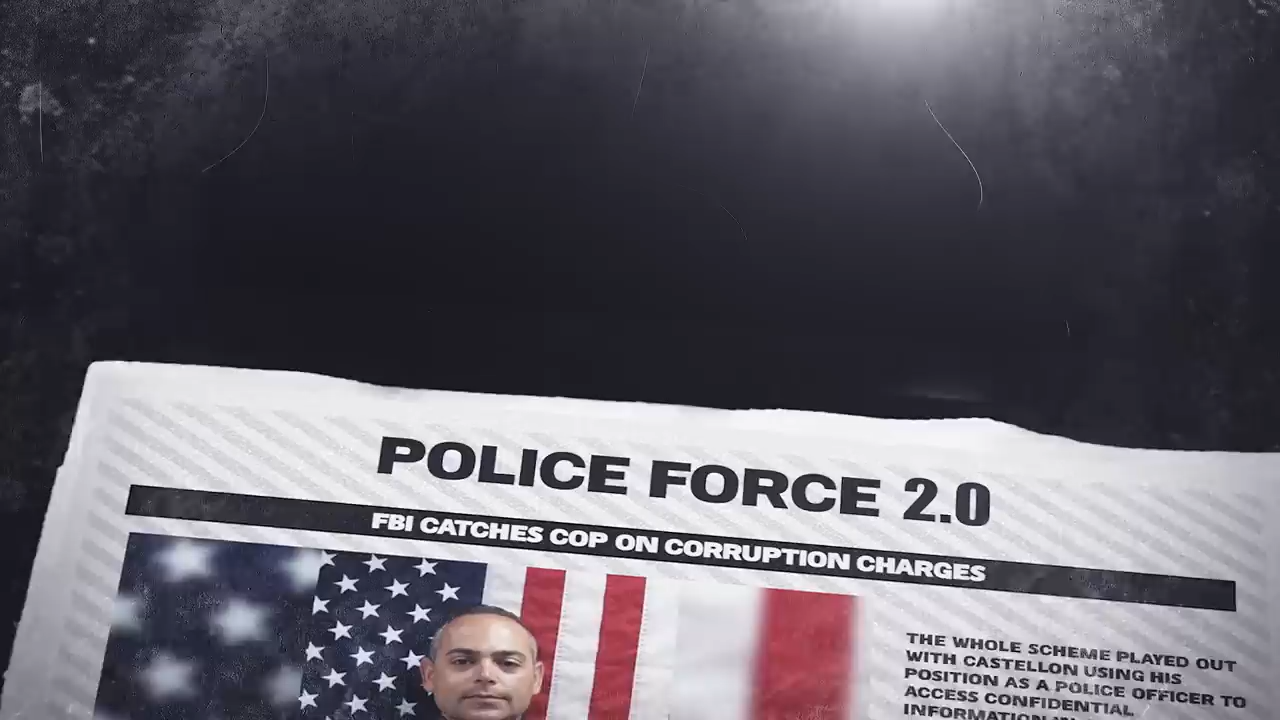 POLICE FORCE 2.0
FBI CATCHES COP ON CORRUPTION CHARGES
THE WHOLE SCHEME PLAYED OUT
WITH CASTELLON USING HIS
POSITION AS A POLICE OFFICER TO
ACCESS CONFIDENTIAL
INFORMATION